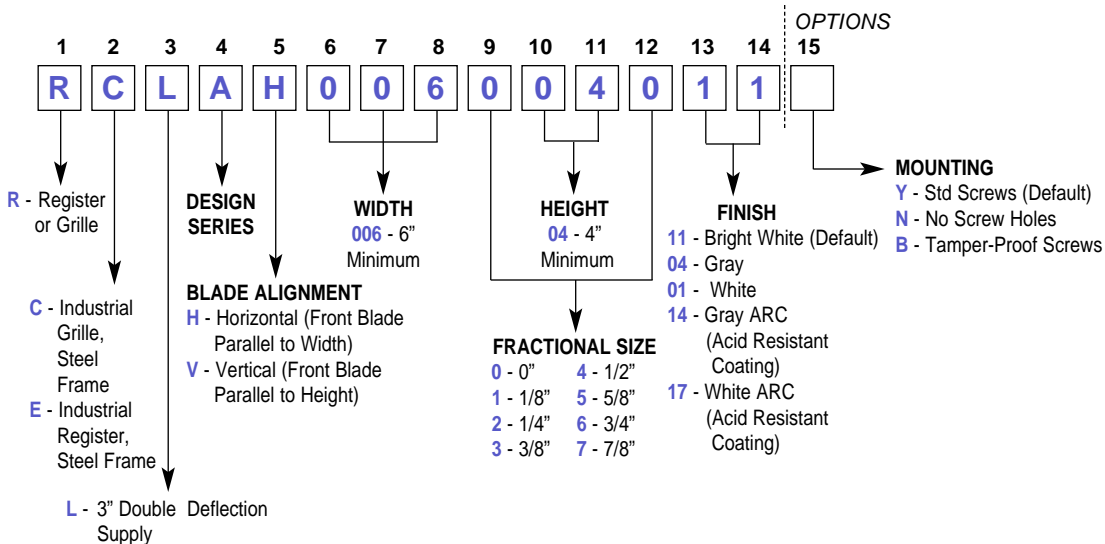 OPTIONS
1 2 3 4 5 6 7 8 9 10 11 12 13 14 15
R C L A H 0 0 6 0 0 4 0 1 1
R - Register
or Grille
C - Industrial
Grille,
Steel
Frame
E - Industrial
Register,
Steel Frame
L - 3” Double Deflection
Supply
DESIGN
SERIES
BLADE ALIGNMENT
H - Horizontal (Front Blade
Parallel to Width)
V - Vertical (Front Blade
Parallel to Height)
WIDTH
006 - 6”
Minimum
HEIGHT
04 - 4”
Minimum
FRACTIONAL SIZE
0 - 0” 4 - 1/2”
1 - 1/8” 5 - 5/8”
2 - 1/4” 6 - 3/4”
3 - 3/8” 7 - 7/8”
FINISH
11 - Bright White (Default)
04 - Gray
01 - White
14 - Gray ARC
(Acid Resistant
Coating)
17 - White ARC
(Acid Resistant
Coating)
MOUNTING
Y - Std Screws (Default)
N - No Screw Holes
B - Tamper-Proof Screws